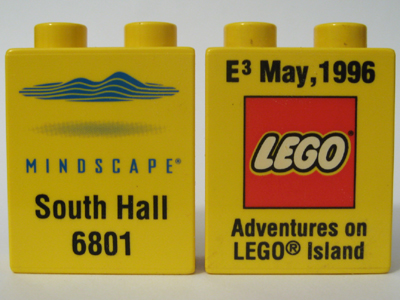 MINDSCAPE®
South Hall
6801
E³ May, 1996
LEGO
Adventures on
LEGO® Island